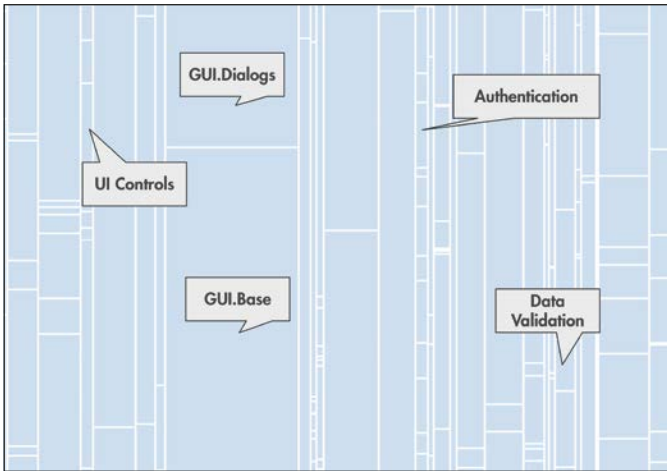 GUI.Dialogs
Authentication
UI Controls
GUI.Base
Data
Validation